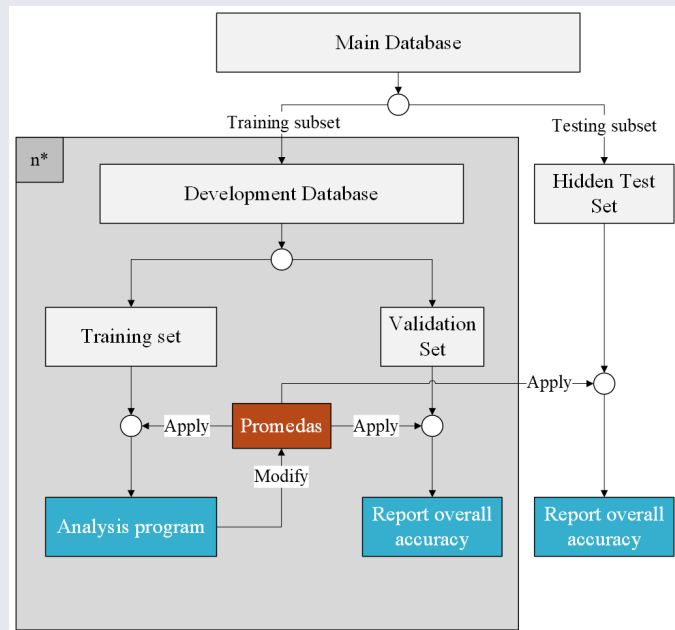 Main Database
Training subset
Testing subset
n*
Development Database
Hidden Test
Set
Training set
Validation
Set
Apply
Apply
Promedas
Apply
Modify
Analysis program
Report overall
accuracy
Report overall
accuracy